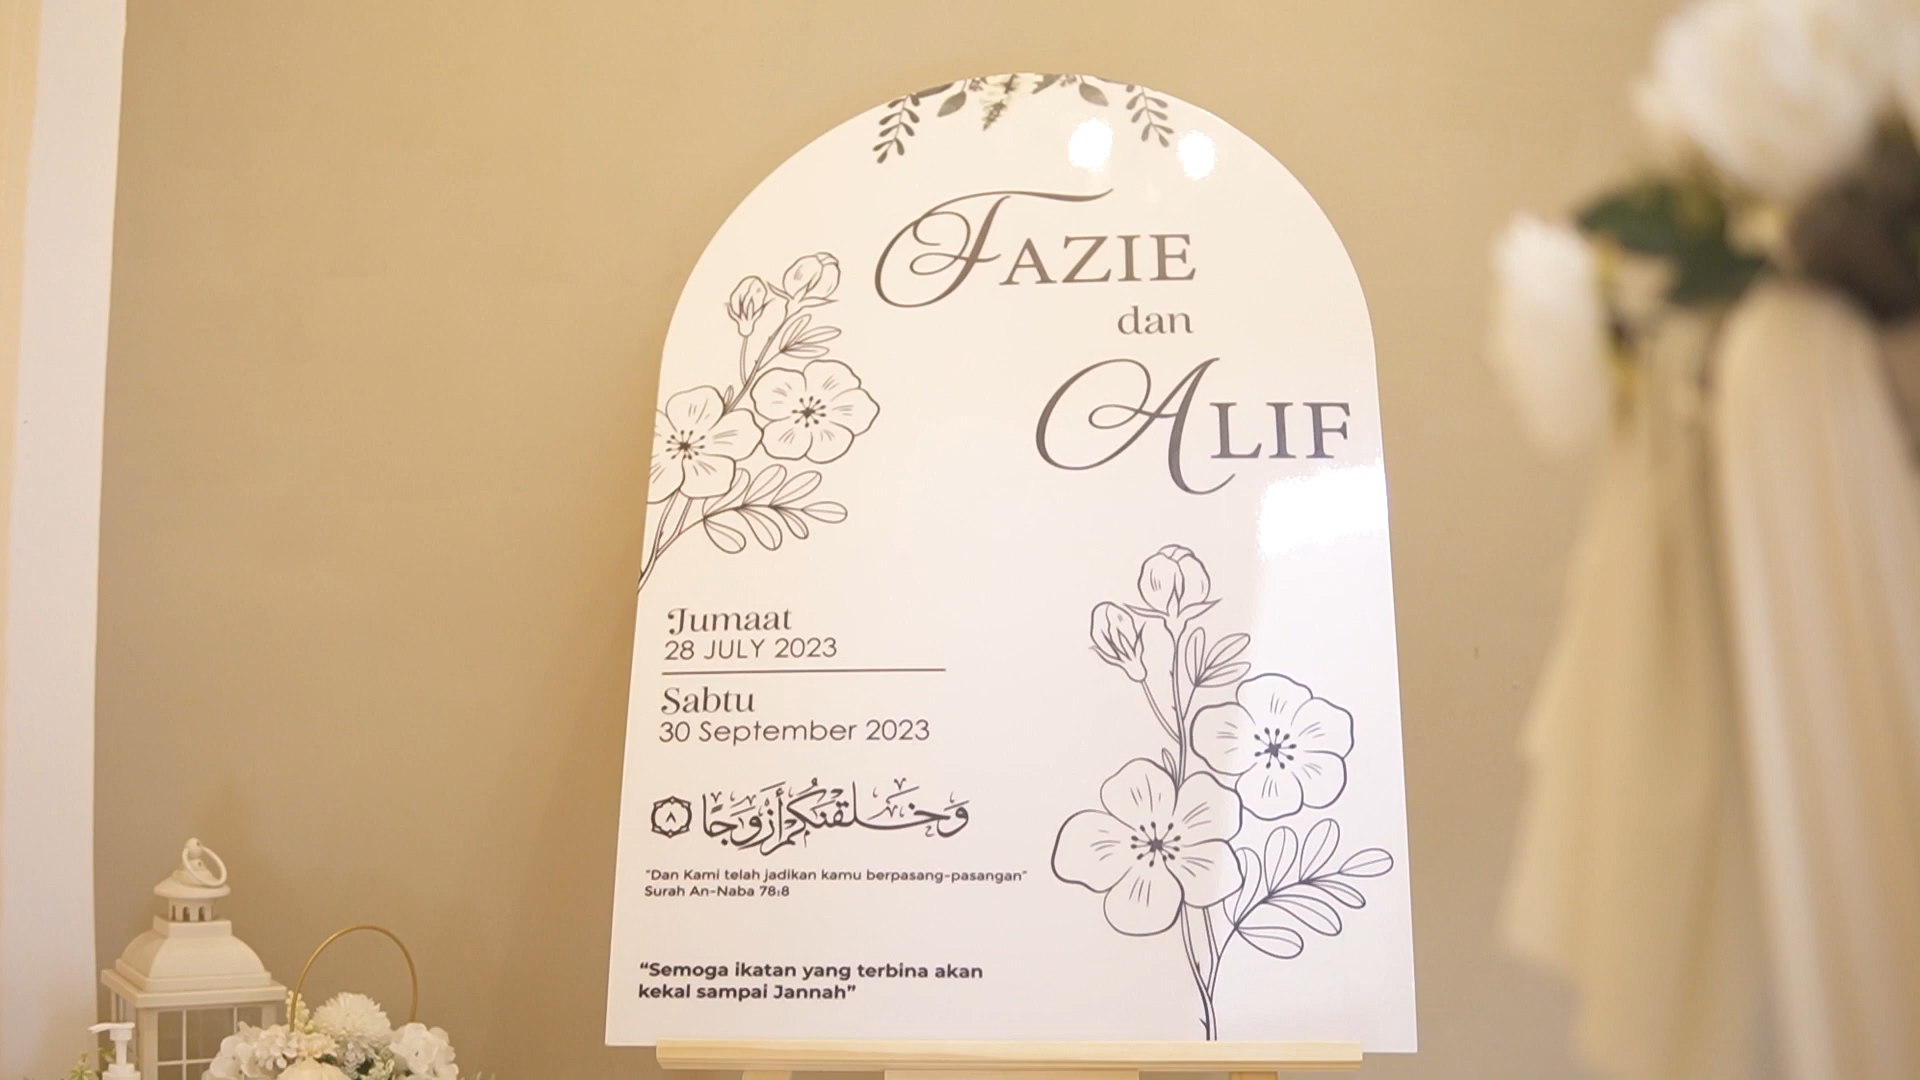 FAZIE
dan
ALIF
Jumaat
28 JULY 2023
Sabtu
30 September 2023
وَخَلَقْنَٰكُمْ أَزْوَٰجًا ٨
"Dan Kami telah jadikan kamu berpasang-pasangan"
Surah An-Naba 78:8
“Semoga ikatan yang terbina akan
kekal sampai Jannah”